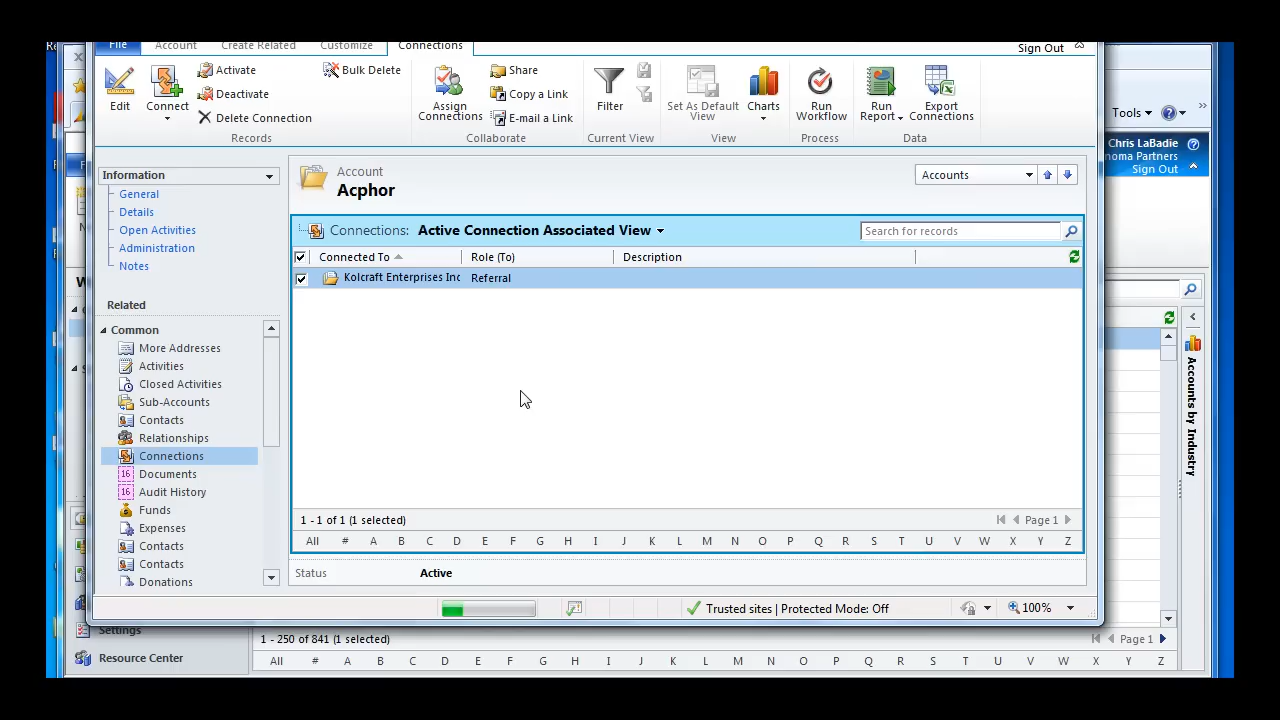 File Account Create Related Customize Connections Sign Out
Edit
Connect
Activate
Deactivate
Delete Connection
Bulk Delete
Records
Assign Connections
Share
Copy a Link
E-mail a Link
Collaborate
Filter
Current View
Set As Default View
Charts
View
Run Workflow
Process
Run Report
Export Connections
Data
Tools
Chris LaBadie
noma Partners
Sign Out
Information
General
Details
Open Activities
Administration
Notes
Related
Common
More Addresses
Activities
Closed Activities
Sub-Accounts
Contacts
Relationships
Connections
16 Documents
16 Audit History
Funds
Expenses
Contacts
Contacts
Donations
Account
Acphor
Accounts
Connections: Active Connection Associated View
Search for records
Connected To Role (To) Description
Kolcraft Enterprises Inc Referral
1 - 1 of 1 (1 selected) Page 1
All # A B C D E F G H I J K L M N O P Q R S T U V W X Y Z
Status Active
Trusted sites | Protected Mode: Off 100%
Accounts by Industry
Settings
Resource Center
1 - 250 of 841 (1 selected) Page 1
All # A B C D E F G H I J K L M N O P Q R S T U V W X Y Z